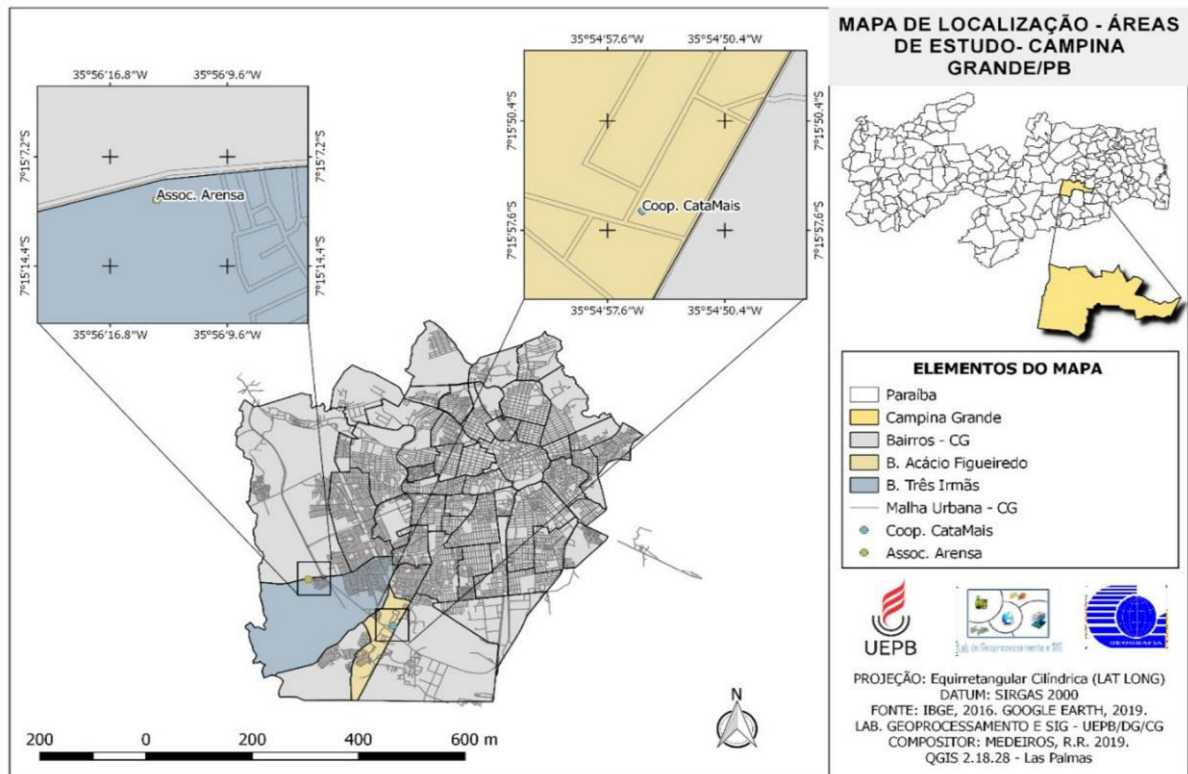 MAPA DE LOCALIZAÇÃO - ÁREAS
DE ESTUDO- CAMPINA
GRANDE/PB
35°56'16.8"W 35°56'9.6"W
7°15'7.2"S 7°15'7.2"S
7°15'14.4"S 7°15'14.4"S
Assoc. Arensa
35°56'16.8"W 35°56'9.6"W
35°54'57.6"W 35°54'50.4"W
7°15'50.4"S 7°15'50.4"S
7°15'57.6"S 7°15'57.6"S
Coop. CataMais
35°54'57.6"W 35°54'50.4"W
ELEMENTOS DO MAPA
Paraíba
Campina Grande
Bairros - CG
B. Acácio Figueiredo
B. Três Irmãs
Malha Urbana - CG
Coop. CataMais
Assoc. Arensa
UEPB
Lab de Geoprocessamento e SIG
GEOGRAFIA
PROJEÇÃO: Equirretangular Cilíndrica (LAT LONG)
DATUM: SIRGAS 2000
FONTE: IBGE, 2016. GOOGLE EARTH, 2019.
LAB. GEOPROCESSAMENTO E SIG - UEPB/DG/CG
COMPOSITOR: MEDEIROS, R.R. 2019.
QGIS 2.18.28 - Las Palmas
N
200 0 200 400 600 m